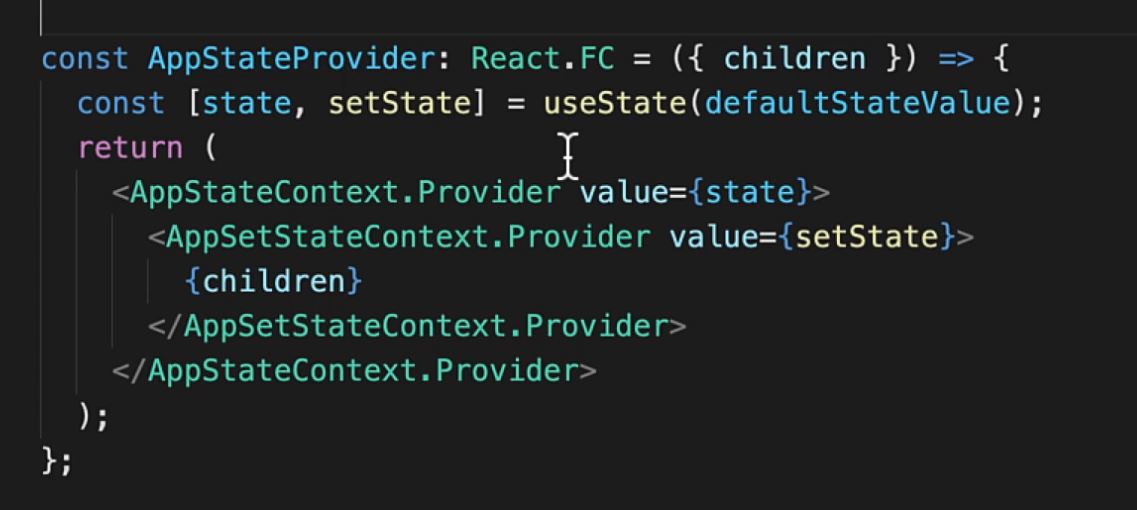 const AppStateProvider: React.FC = ({ children }) => {
  const [state, setState] = useState(defaultStateValue);
  return (
    <AppStateContext.Provider value={state}>
      <AppSetStateContext.Provider value={setState}>
        {children}
      </AppSetStateContext.Provider>
    </AppStateContext.Provider>
  );
};